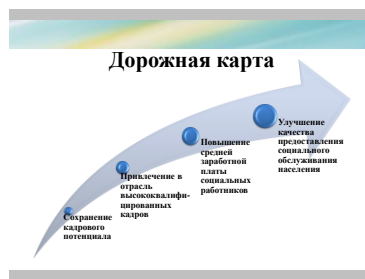 Дорожная карта
Сохранение
кадрового
потенциала
Привлечение в
отрасль
высококвалифи-
цированных
кадров
Повышение
средней
заработной
платы
социальных
работников
Улучшение
качества
предоставления
социального
обслуживания
населения